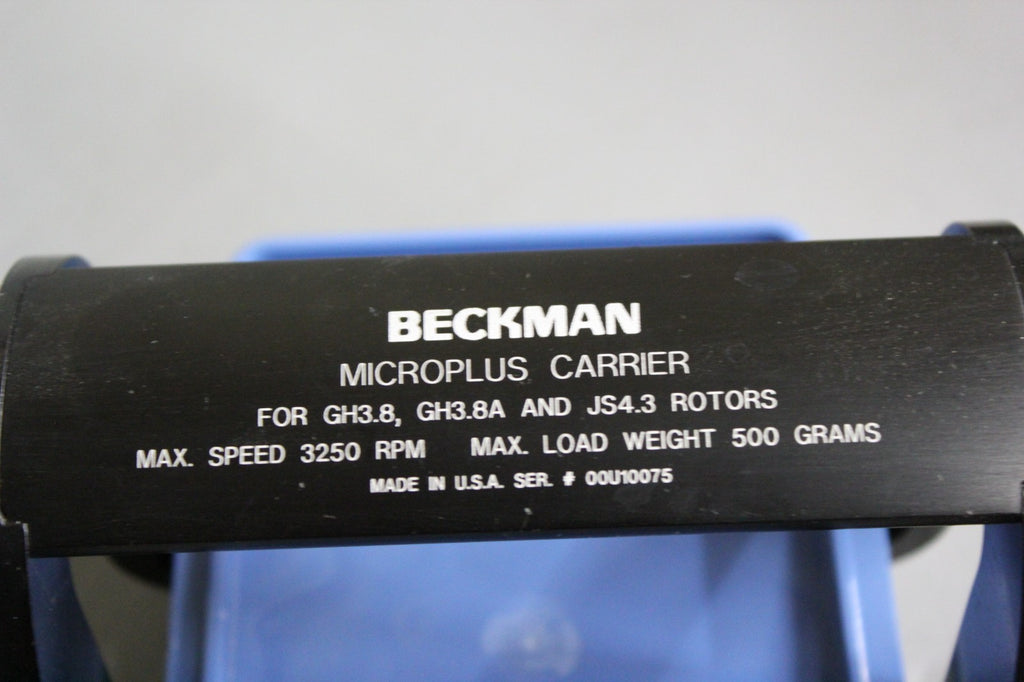 BECKMAN
MICROPLUS CARRIER
FOR GH3.8, GH3.8A AND JS4.3 ROTORS
MAX. SPEED 3250 RPM MAX. LOAD WEIGHT 500 GRAMS
MADE IN U.S.A. SER. # 00U10075